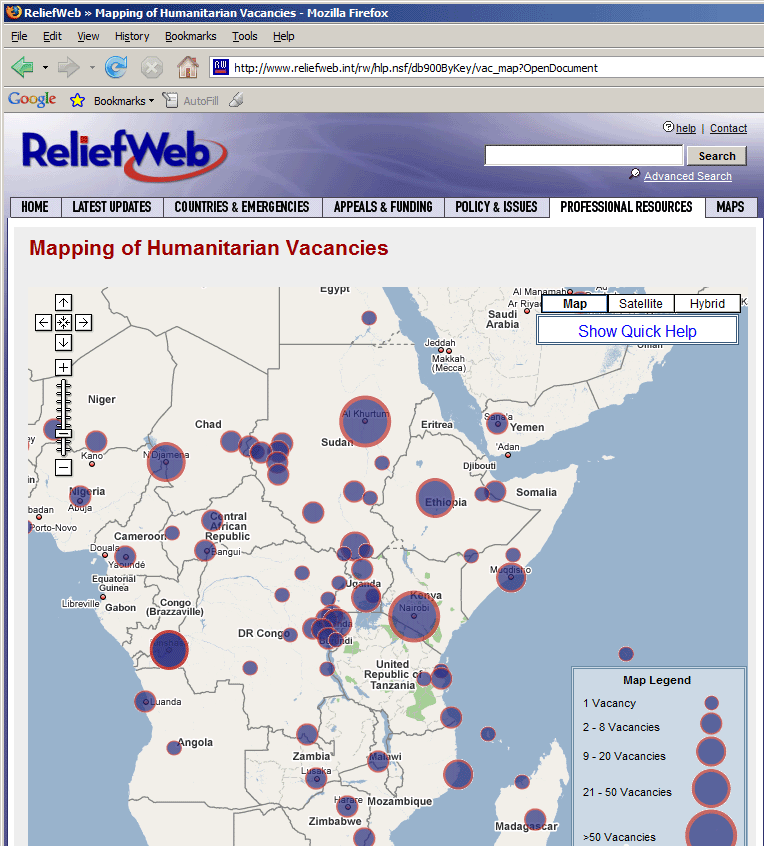 ReliefWeb » Mapping of Humanitarian Vacancies - Mozilla Firefox
File Edit View History Bookmarks Tools Help
RW http://www.reliefweb.int/rw/hlp.nsf/db900ByKey/vac_map?OpenDocument
Google Bookmarks AutoFill
? help | Contact
ReliefWeb
Search
Advanced Search
HOME LATEST UPDATES COUNTRIES & EMERGENCIES APPEALS & FUNDING POLICY & ISSUES PROFESSIONAL RESOURCES MAPS
Mapping of Humanitarian Vacancies
Egypt
Al Manamah
Map Satellite Hybrid
Saudi Arabia
Show Quick Help
Jeddah
Makkah
(Mecca)
Oman
Niger
Chad
Al Khurtum
Sudan
Eritrea
Sana'a
Yemen
Kano
N'Djamena
'Adan
Djibouti
Nigeria
Abuja
Ethiopia
Somalia
Porto-Novo
Cameroon
Central
African
Republic
Bangui
Douala
Yaoundé
Equatorial
Guinea
Libreville
Gabon
Congo
(Brazzaville)
Uganda
Kenya
Nairobi
Muqdisho
DR Congo
Burundi
United
Republic of
Tanzania
Luanda
Angola
Zambia
Lusaka
Malawi
Harare
Zimbabwe
Mozambique
Madagascar
Map Legend
1 Vacancy
2 - 8 Vacancies
9 - 20 Vacancies
21 - 50 Vacancies
>50 Vacancies